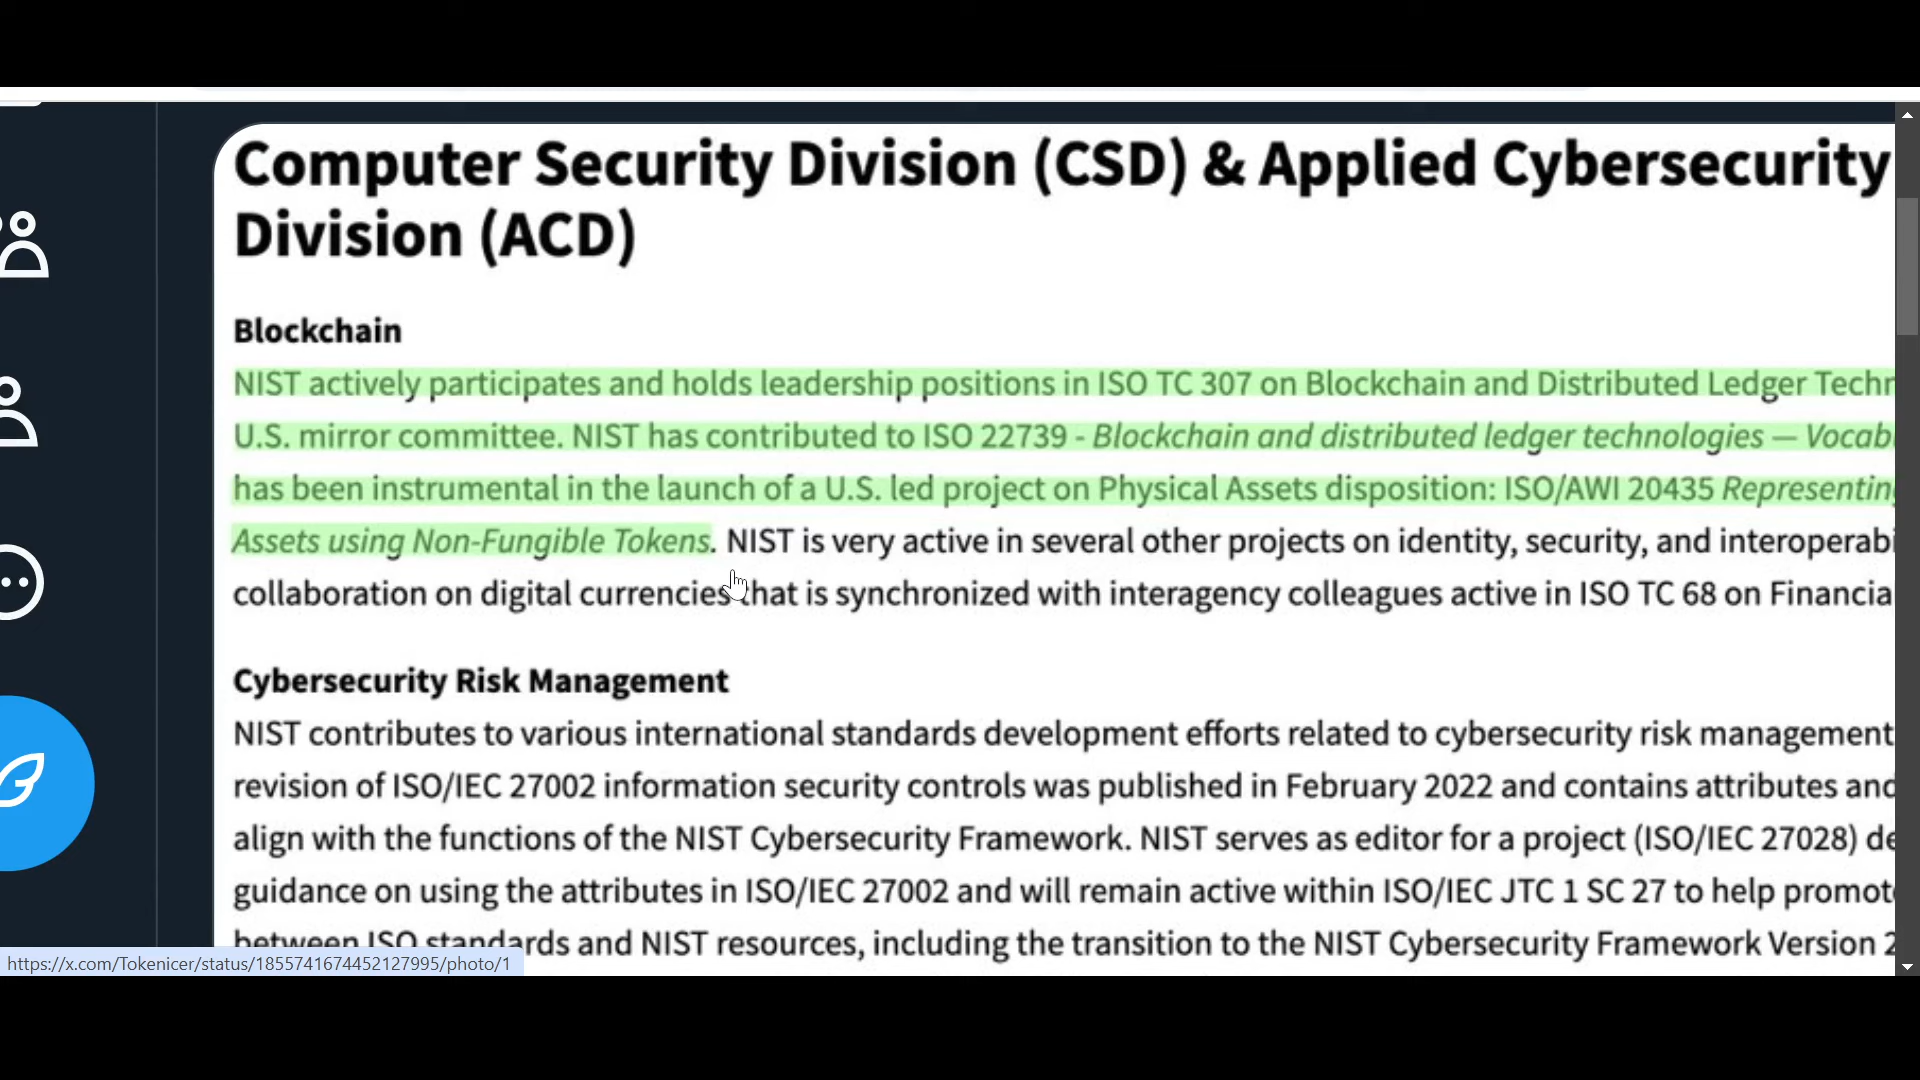 Computer Security Division (CSD) & Applied Cybersecurity
Division (ACD)
Blockchain
NIST actively participates and holds leadership positions in ISO TC 307 on Blockchain and Distributed Ledger Techn
U.S. mirror committee. NIST has contributed to ISO 22739 - Blockchain and distributed ledger technologies — Vocab
has been instrumental in the launch of a U.S. led project on Physical Assets disposition: ISO/AWI 20435 Representing
Assets using Non-Fungible Tokens. NIST is very active in several other projects on identity, security, and interoperabi
collaboration on digital currencies that is synchronized with interagency colleagues active in ISO TC 68 on Financia
Cybersecurity Risk Management
NIST contributes to various international standards development efforts related to cybersecurity risk management
revision of ISO/IEC 27002 information security controls was published in February 2022 and contains attributes and
align with the functions of the NIST Cybersecurity Framework. NIST serves as editor for a project (ISO/IEC 27028) de
guidance on using the attributes in ISO/IEC 27002 and will remain active within ISO/IEC JTC 1 SC 27 to help promot
between ISO standards and NIST resources, including the transition to the NIST Cybersecurity Framework Version 2
https://x.com/Tokenicer/status/1855741674452127995/photo/1